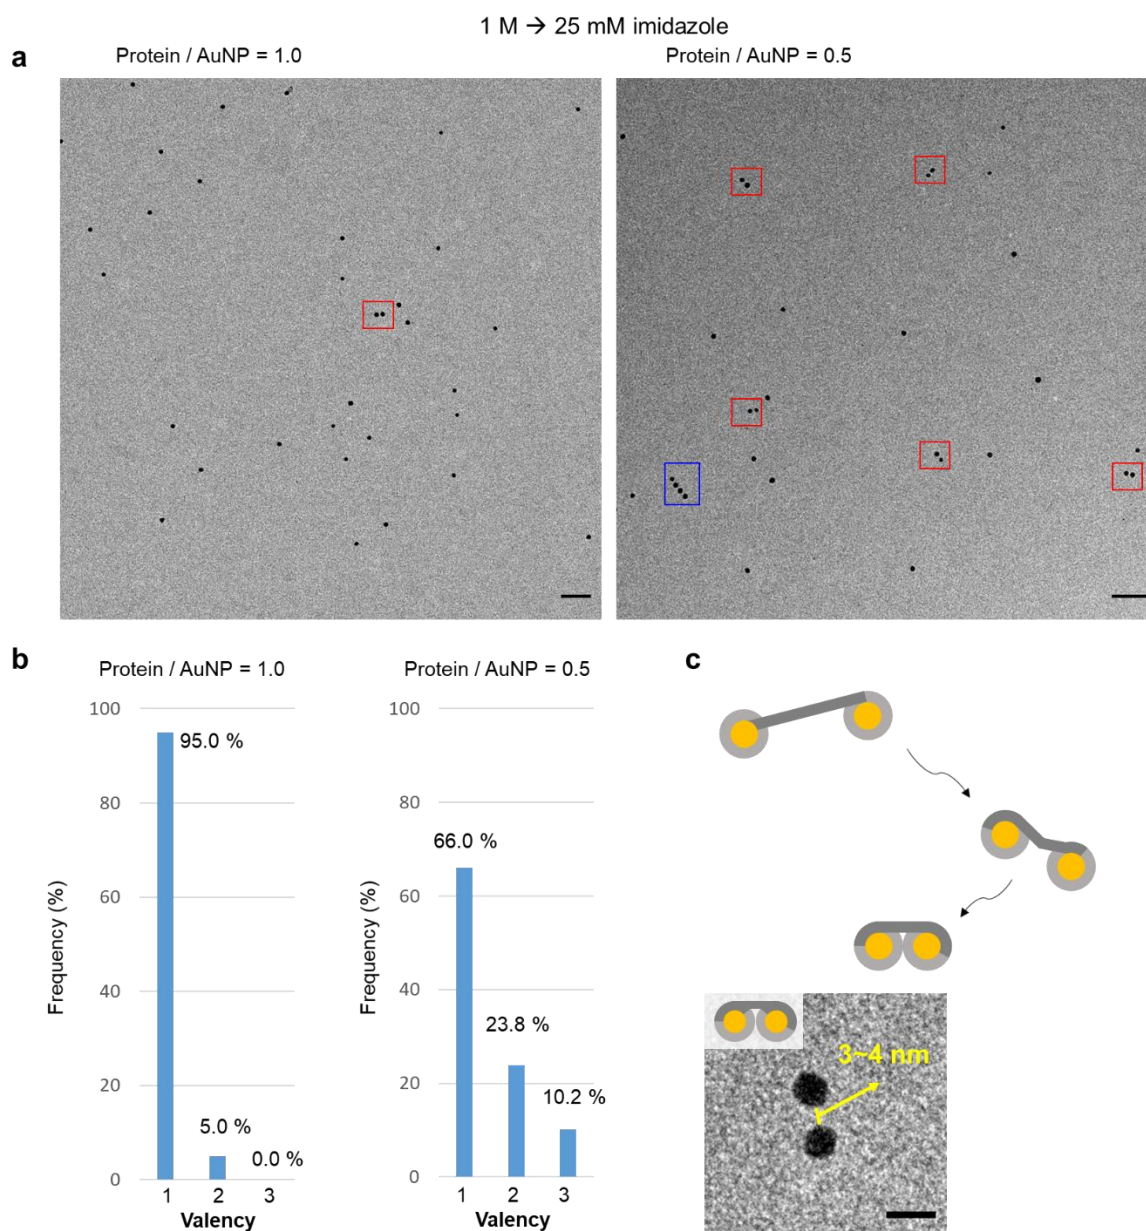 1 M → 25 mM imidazole
a
Protein / AuNP = 1.0
Protein / AuNP = 0.5
b
Protein / AuNP = 1.0
Frequency (%)
100
80
60
40
20
0
95.0 %
5.0 %
0.0 %
1 2 3
Valency
Protein / AuNP = 0.5
Frequency (%)
100
80
60
40
20
0
66.0 %
23.8 %
10.2 %
1 2 3
Valency
c
3~4 nm